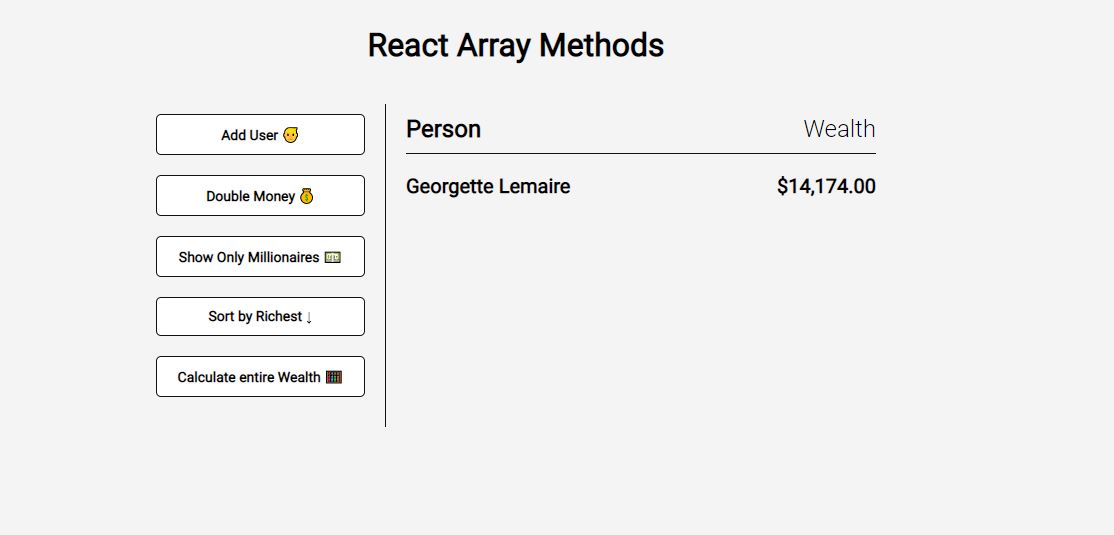 React Array Methods
Add User 👱
Double Money 💰
Show Only Millionaires 💵
Sort by Richest ↓
Calculate entire Wealth 🧮
Person Wealth
Georgette Lemaire $14,174.00